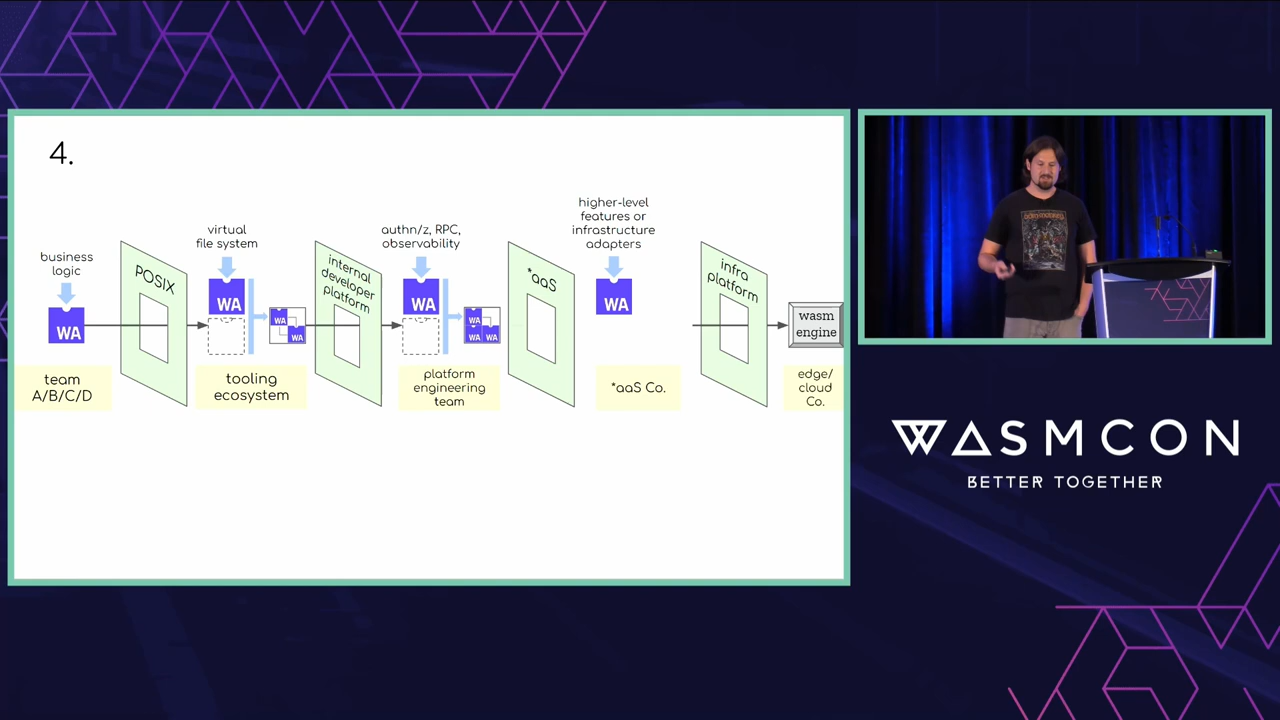 4.
business
logic
WA
team
A/B/C/D
POSIX
virtual
file system
WA
WA
WA
tooling
ecosystem
internal
developer
platform
authn/z, RPC,
observability
WA
WA
WA WA
platform
engineering
team
*aaS
higher-level
features or
infrastructure
adapters
WA
*aaS Co.
infra
platform
wasm
engine
edge/
cloud
Co.
WASMCON
BETTER TOGETHER